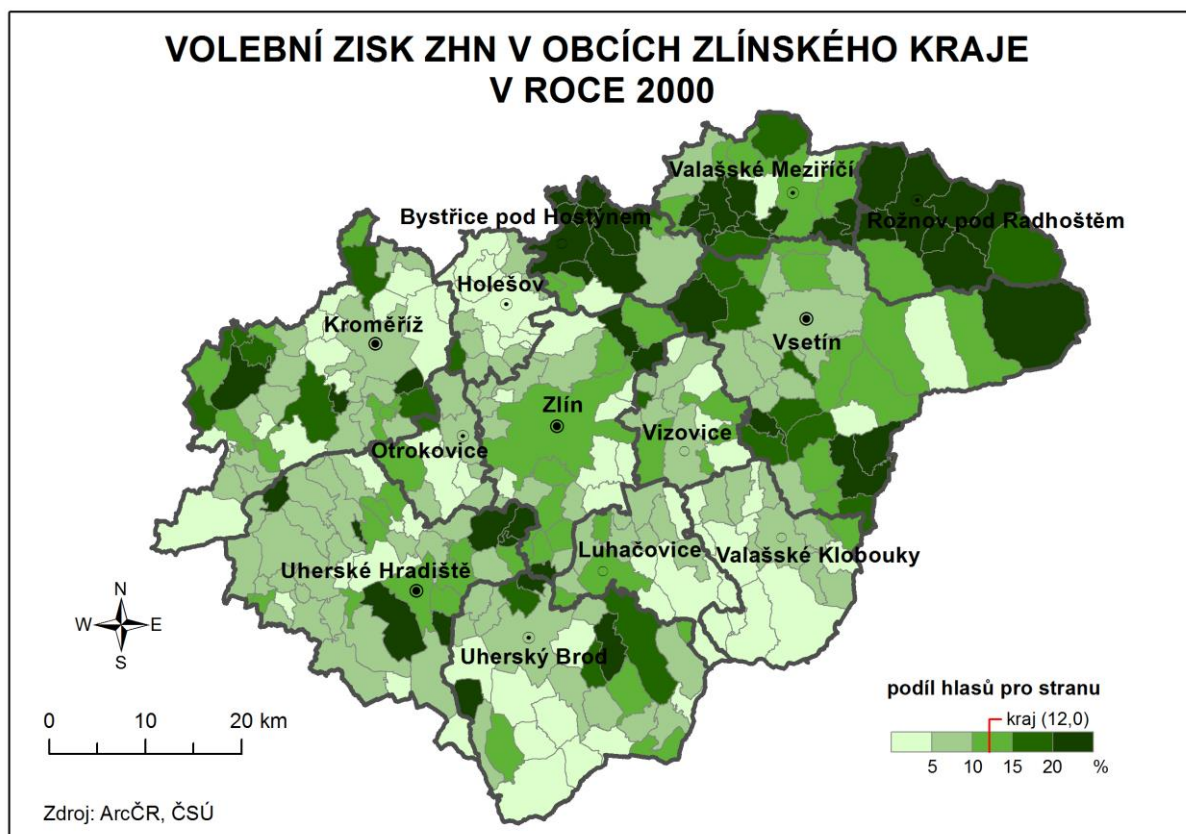 VOLEBNÍ ZISK ZHN V OBCÍCH ZLÍNSKÉHO KRAJE
V ROCE 2000
Valašské Meziříčí
Rožnov pod Radhoštěm
Bystřice pod Hostýnem
Holešov
Kroměříž
Vsetín
Zlín
Vizovice
Otrokovice
Luhačovice
Valašské Klobouky
Uherské Hradiště
Uherský Brod
N
W E
S
0 10 20 km
podíl hlasů pro stranu
kraj (12,0)
5 10 15 20 %
Zdroj: ArcČR, ČSÚ